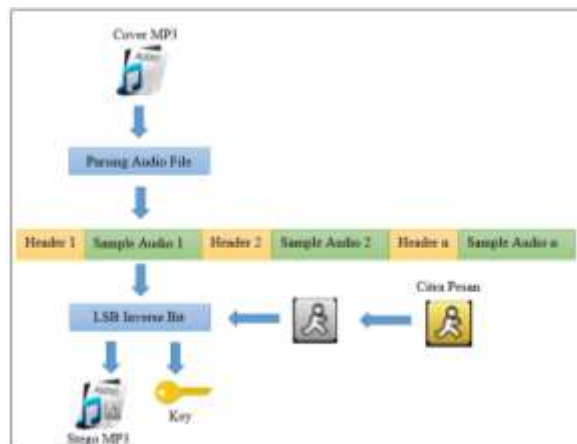 Cover MP3
Parsing Audio File
Header 1 Sample Audio 1 Header 2 Sample Audio 2 Header n Sample Audio n
Citra Pesan
LSB Inverse Bit
Key
Stego MP3